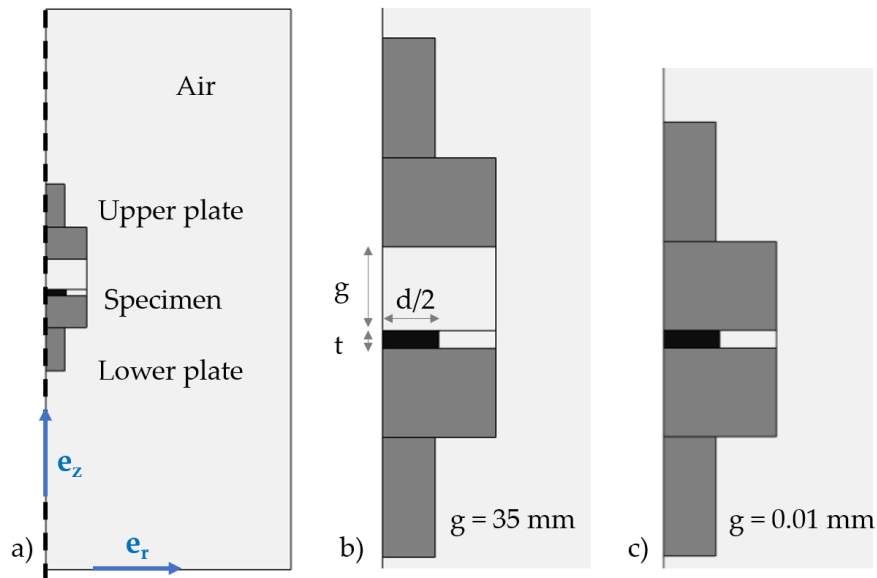 Air
Upper plate
Specimen
Lower plate
e_z
e_r
a)
g
d/2
t
g = 35 mm
b)
g = 0.01 mm
c)